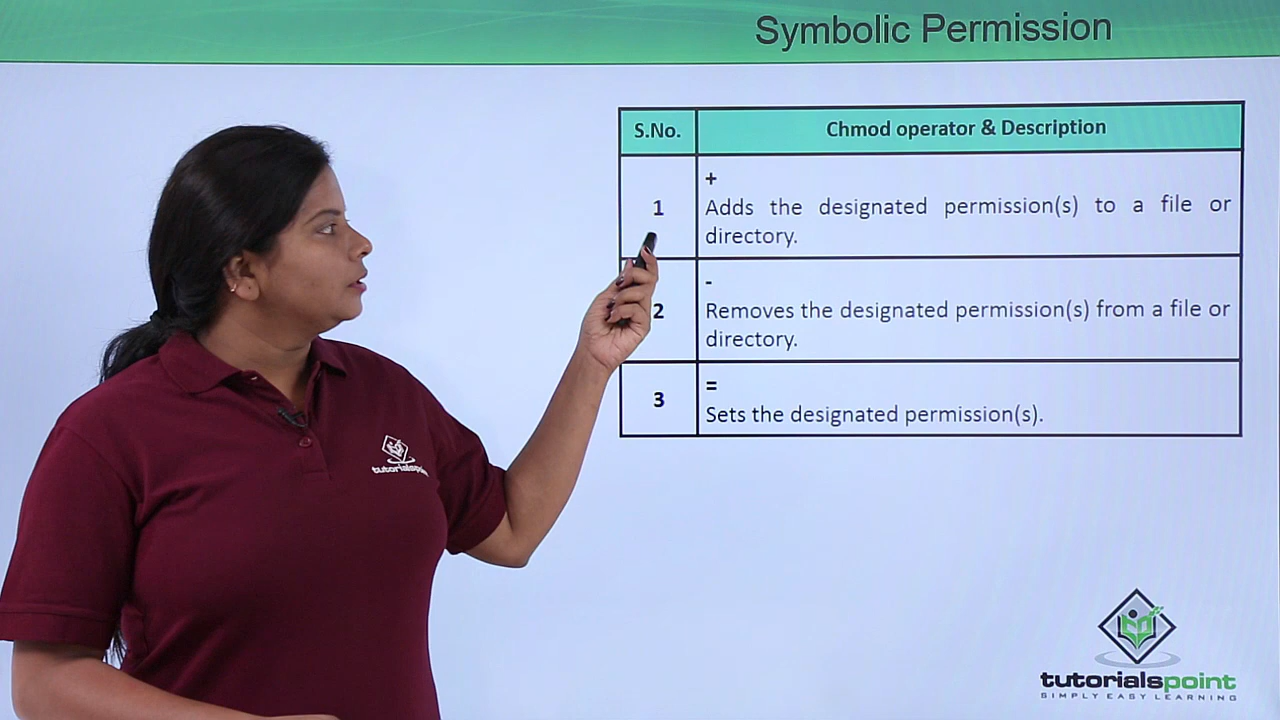 Symbolic Permission
S.No.
Chmod operator & Description
1
+
Adds the designated permission(s) to a file or
directory.
2
-
Removes the designated permission(s) from a file or
directory.
3
=
Sets the designated permission(s).
tutorialspoint
tutorialspoint
SIMPLY EASY LEARNING